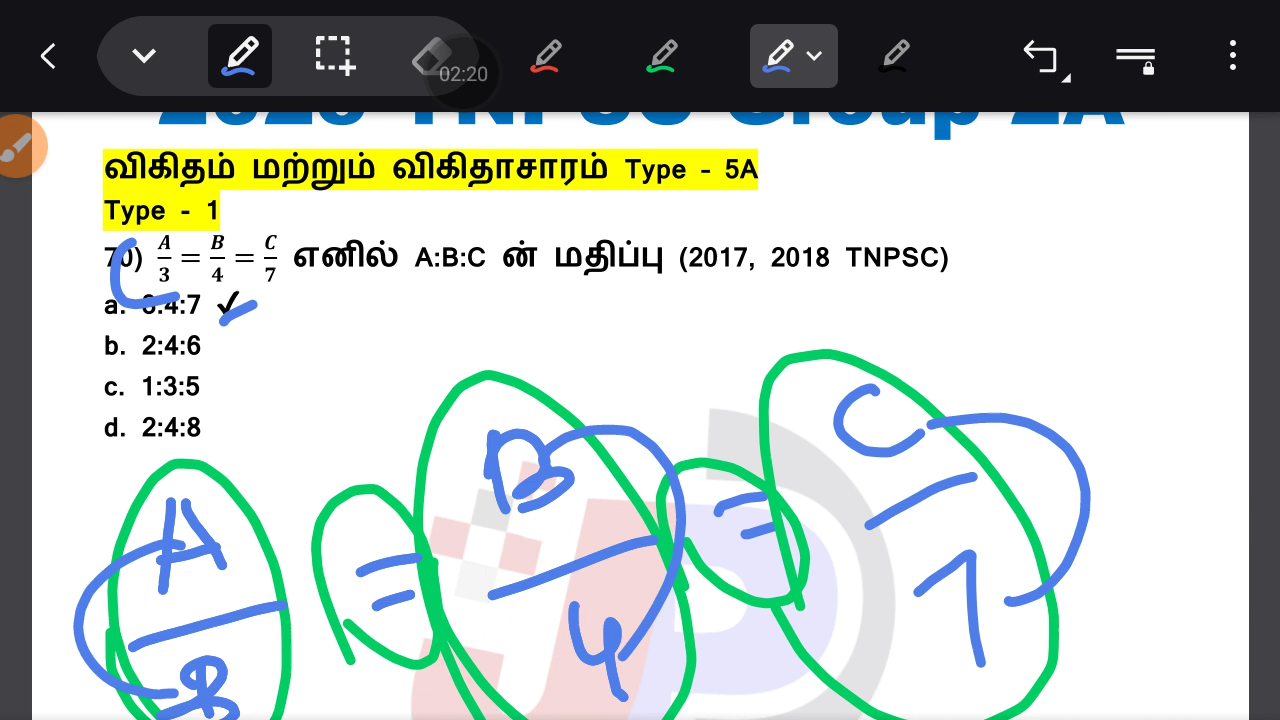 02:20
2023 TNPSC Group 2A
விகிதம் மற்றும் விகிதாசாரம் Type - 5A
Type - 1
70) A/3 = B/4 = C/7 எனில் A:B:C ன் மதிப்பு (2017, 2018 TNPSC)
a. 3:4:7 ✓
b. 2:4:6
c. 1:3:5
d. 2:4:8
A/3 = B/4 = C/7